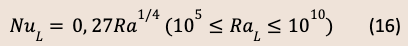 Nu_L = 0,27Ra^{1/4} (10^5 ≤ Ra_L ≤ 10^{10})   (16)